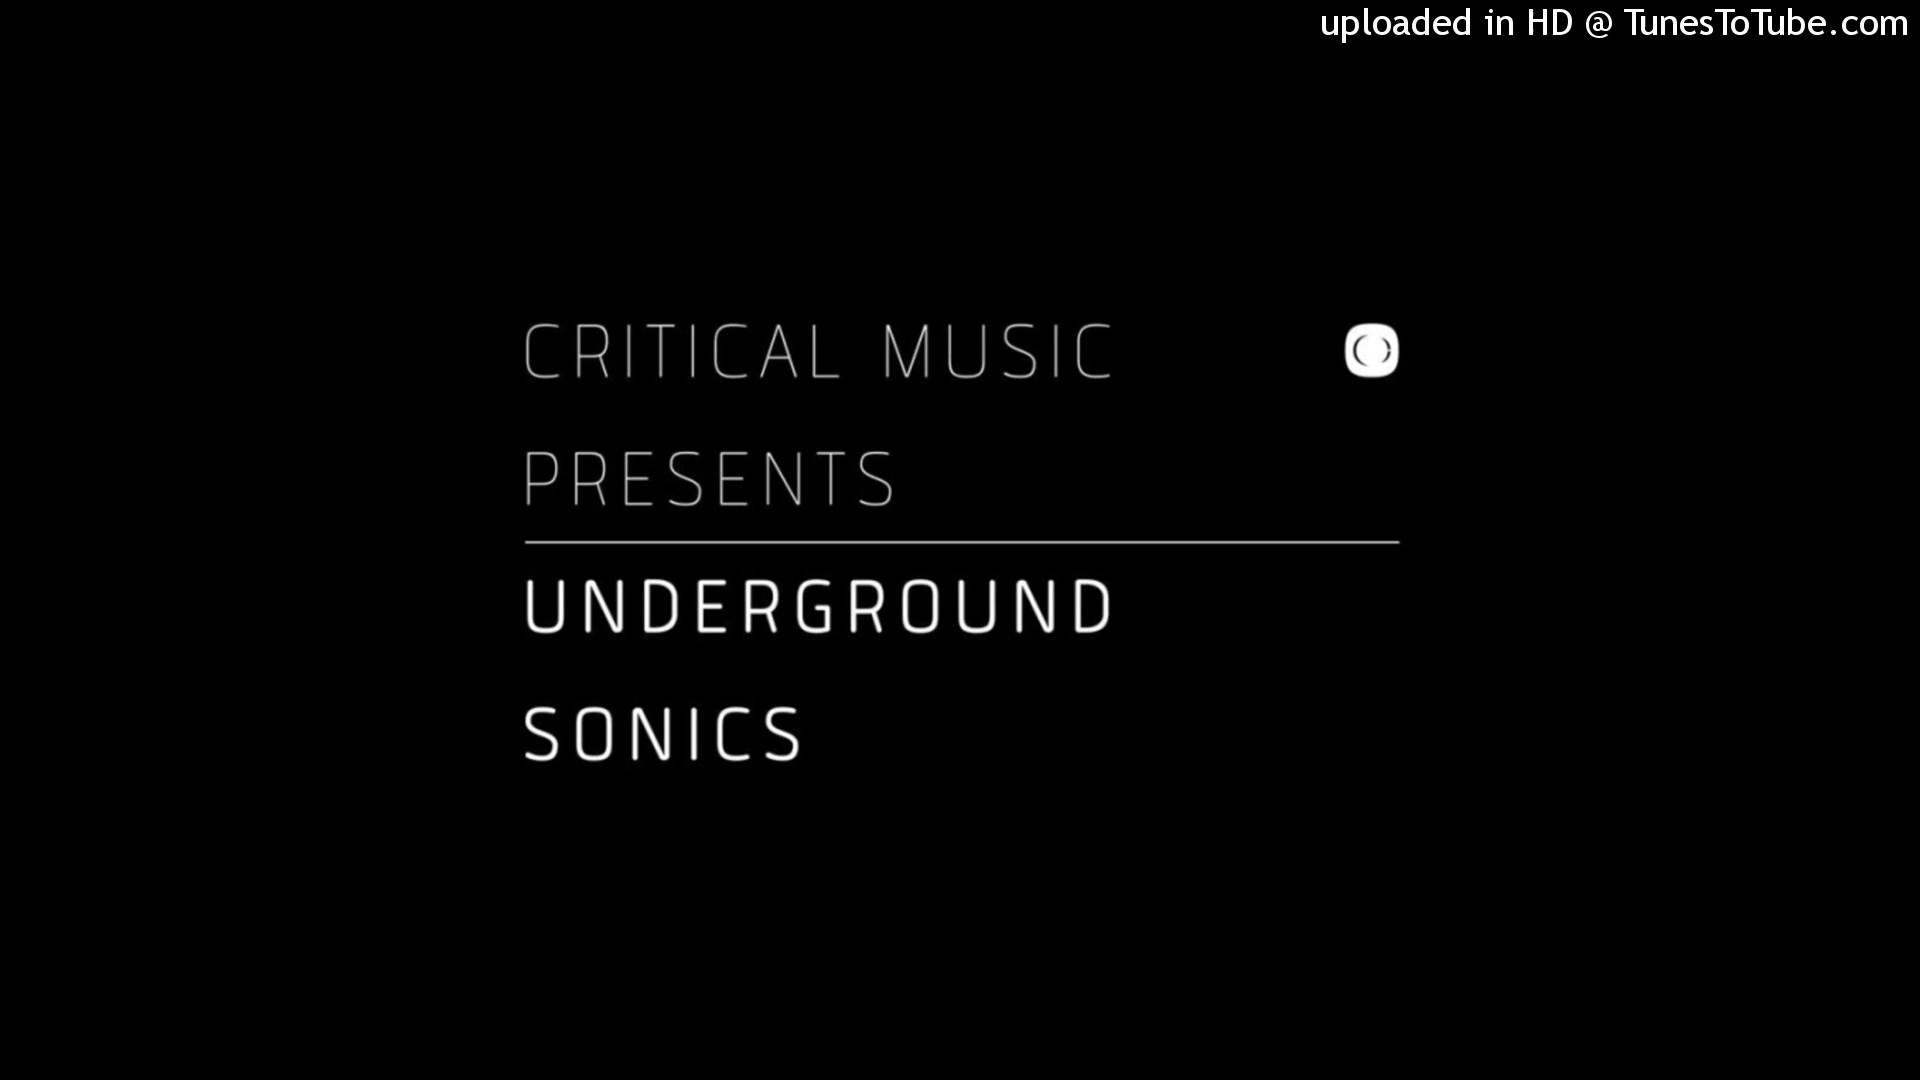 uploaded in HD @ TunesToTube.com
CRITICAL MUSIC
PRESENTS
UNDERGROUND
SONICS